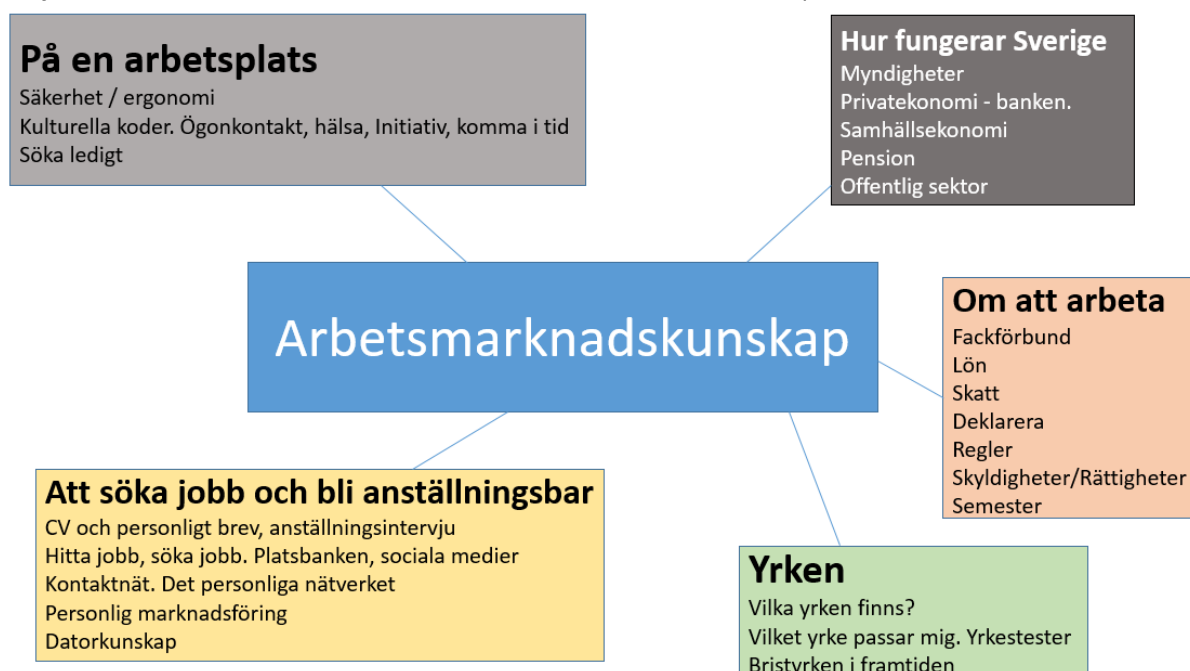 På en arbetsplats
Säkerhet / ergonomi
Kulturella koder. Ögonkontakt, hälsa, Initiativ, komma i tid
Söka ledigt
Hur fungerar Sverige
Myndigheter
Privatekonomi - banken.
Samhällsekonomi
Pension
Offentlig sektor
Arbetsmarknadskunskap
Om att arbeta
Fackförbund
Lön
Skatt
Deklarera
Regler
Skyldigheter/Rättigheter
Semester
Att söka jobb och bli anställningsbar
CV och personligt brev, anställningsintervju
Hitta jobb, söka jobb. Platsbanken, sociala medier
Kontaktnät. Det personliga nätverket
Personlig marknadsföring
Datorkunskap
Yrken
Vilka yrken finns?
Vilket yrke passar mig. Yrkestester
Bristyrken i framtiden